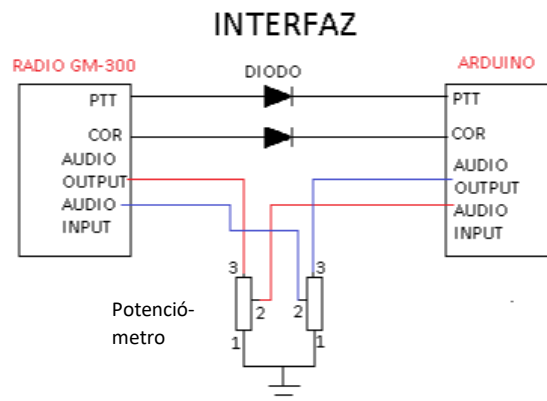 INTERFAZ
RADIO GM-300
DIODO
ARDUINO
PTT
PTT
COR
COR
AUDIO
OUTPUT
AUDIO
INPUT
AUDIO
OUTPUT
AUDIO
INPUT
3
3
2
2
1
1
Potenció-
metro